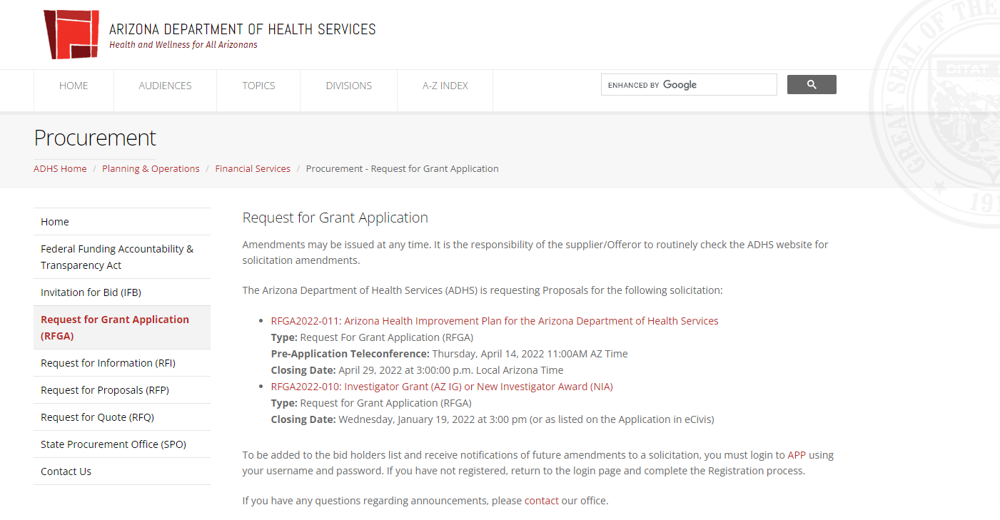 ARIZONA DEPARTMENT OF HEALTH SERVICES
Health and Wellness for All Arizonans
HOME
AUDIENCES
TOPICS
DIVISIONS
A-Z INDEX
ENHANCED BY Google
GREAT SEAL OF THE
DITAT
191
Procurement
ADHS Home / Planning & Operations / Financial Services / Procurement - Request for Grant Application
Home
Federal Funding Accountability &
Transparency Act
Invitation for Bid (IFB)
Request for Grant Application
(RFGA)
Request for Information (RFI)
Request for Proposals (RFP)
Request for Quote (RFQ)
State Procurement Office (SPO)
Contact Us
Request for Grant Application
Amendments may be issued at any time. It is the responsibility of the supplier/Offeror to routinely check the ADHS website for
solicitation amendments.
The Arizona Department of Health Services (ADHS) is requesting Proposals for the following solicitation:
• RFGA2022-011: Arizona Health Improvement Plan for the Arizona Department of Health Services
Type: Request For Grant Application (RFGA)
Pre-Application Teleconference: Thursday, April 14, 2022 11:00AM AZ Time
Closing Date: April 29, 2022 at 3:00:00 p.m. Local Arizona Time
• RFGA2022-010: Investigator Grant (AZ IG) or New Investigator Award (NIA)
Type: Request for Grant Application (RFGA)
Closing Date: Wednesday, January 19, 2022 at 3:00 pm (or as listed on the Application in eCivis)
To be added to the bid holders list and receive notifications of future amendments to a solicitation, you must login to APP using
your username and password. If you have not registered, return to the login page and complete the Registration process.
If you have any questions regarding announcements, please contact our office.